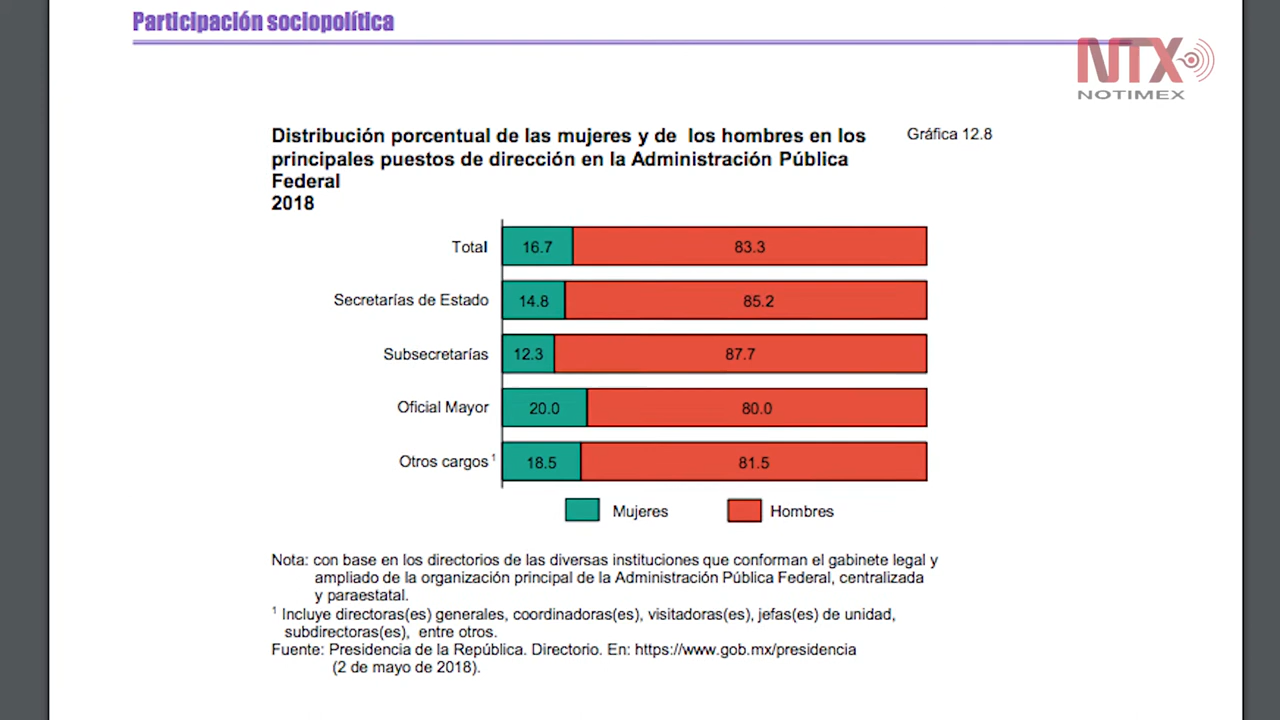 Participación sociopolítica
NTX
NOTIMEX
Distribución porcentual de las mujeres y de los hombres en los
principales puestos de dirección en la Administración Pública
Federal
2018
Gráfica 12.8
Total 16.7 83.3
Secretarías de Estado 14.8 85.2
Subsecretarías 12.3 87.7
Oficial Mayor 20.0 80.0
Otros cargos 1 18.5 81.5
Mujeres Hombres
Nota: con base en los directorios de las diversas instituciones que conforman el gabinete legal y
ampliado de la organización principal de la Administración Pública Federal, centralizada
y paraestatal.
1 Incluye directoras(es) generales, coordinadoras(es), visitadoras(es), jefas(es) de unidad,
subdirectoras(es), entre otros.
Fuente: Presidencia de la República. Directorio. En: https://www.gob.mx/presidencia
(2 de mayo de 2018).